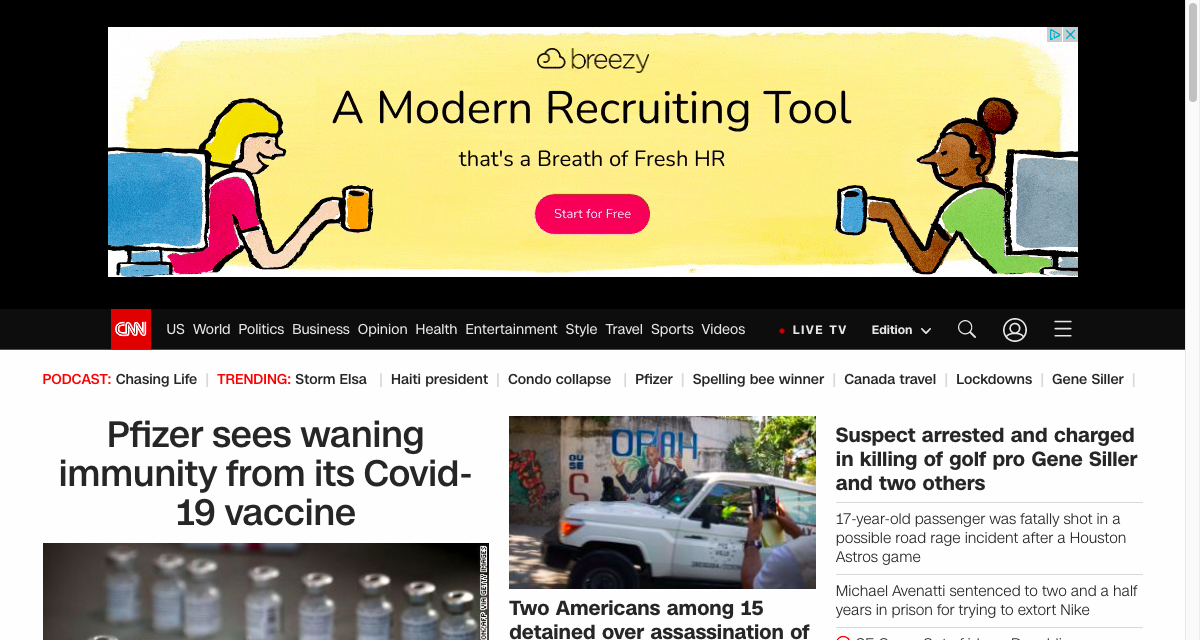 breezy
A Modern Recruiting Tool
that's a Breath of Fresh HR
Start for Free
CNN US World Politics Business Opinion Health Entertainment Style Travel Sports Videos LIVE TV Edition
PODCAST: Chasing Life | TRENDING: Storm Elsa | Haiti president | Condo collapse | Pfizer | Spelling bee winner | Canada travel | Lockdowns | Gene Siller |
Pfizer sees waning
immunity from its Covid-
19 vaccine
VIA GETTY IMAGES
OPAH
OU
SE
S
Two Americans among 15
detained over assassination of
Suspect arrested and charged
in killing of golf pro Gene Siller
and two others
17-year-old passenger was fatally shot in a
possible road rage incident after a Houston
Astros game
Michael Avenatti sentenced to two and a half
years in prison for trying to extort Nike